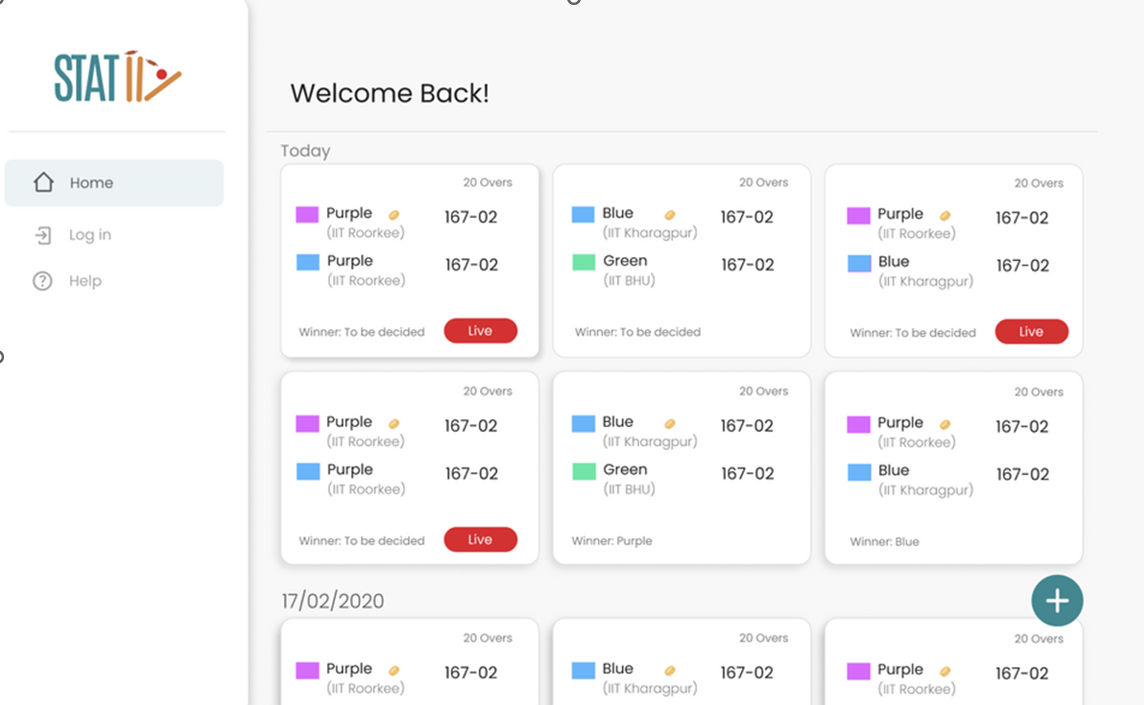 STAT
Welcome Back!
Home
Log in
Help
Today
20 Overs
Purple 167-02
(IIT Roorkee)
Purple 167-02
(IIT Roorkee)
Winner: To be decided Live
20 Overs
Blue 167-02
(IIT Kharagpur)
Green 167-02
(IIT BHU)
Winner: To be decided
20 Overs
Purple 167-02
(IIT Roorkee)
Blue 167-02
(IIT Kharagpur)
Winner: To be decided Live
20 Overs
Purple 167-02
(IIT Roorkee)
Purple 167-02
(IIT Roorkee)
Winner: To be decided Live
20 Overs
Blue 167-02
(IIT Kharagpur)
Green 167-02
(IIT BHU)
Winner: Purple
20 Overs
Purple 167-02
(IIT Roorkee)
Blue 167-02
(IIT Kharagpur)
Winner: Blue
17/02/2020
20 Overs
Purple 167-02
(IIT Roorkee)
20 Overs
Blue 167-02
(IIT Kharagpur)
20 Overs
Purple 167-02
(IIT Roorkee)